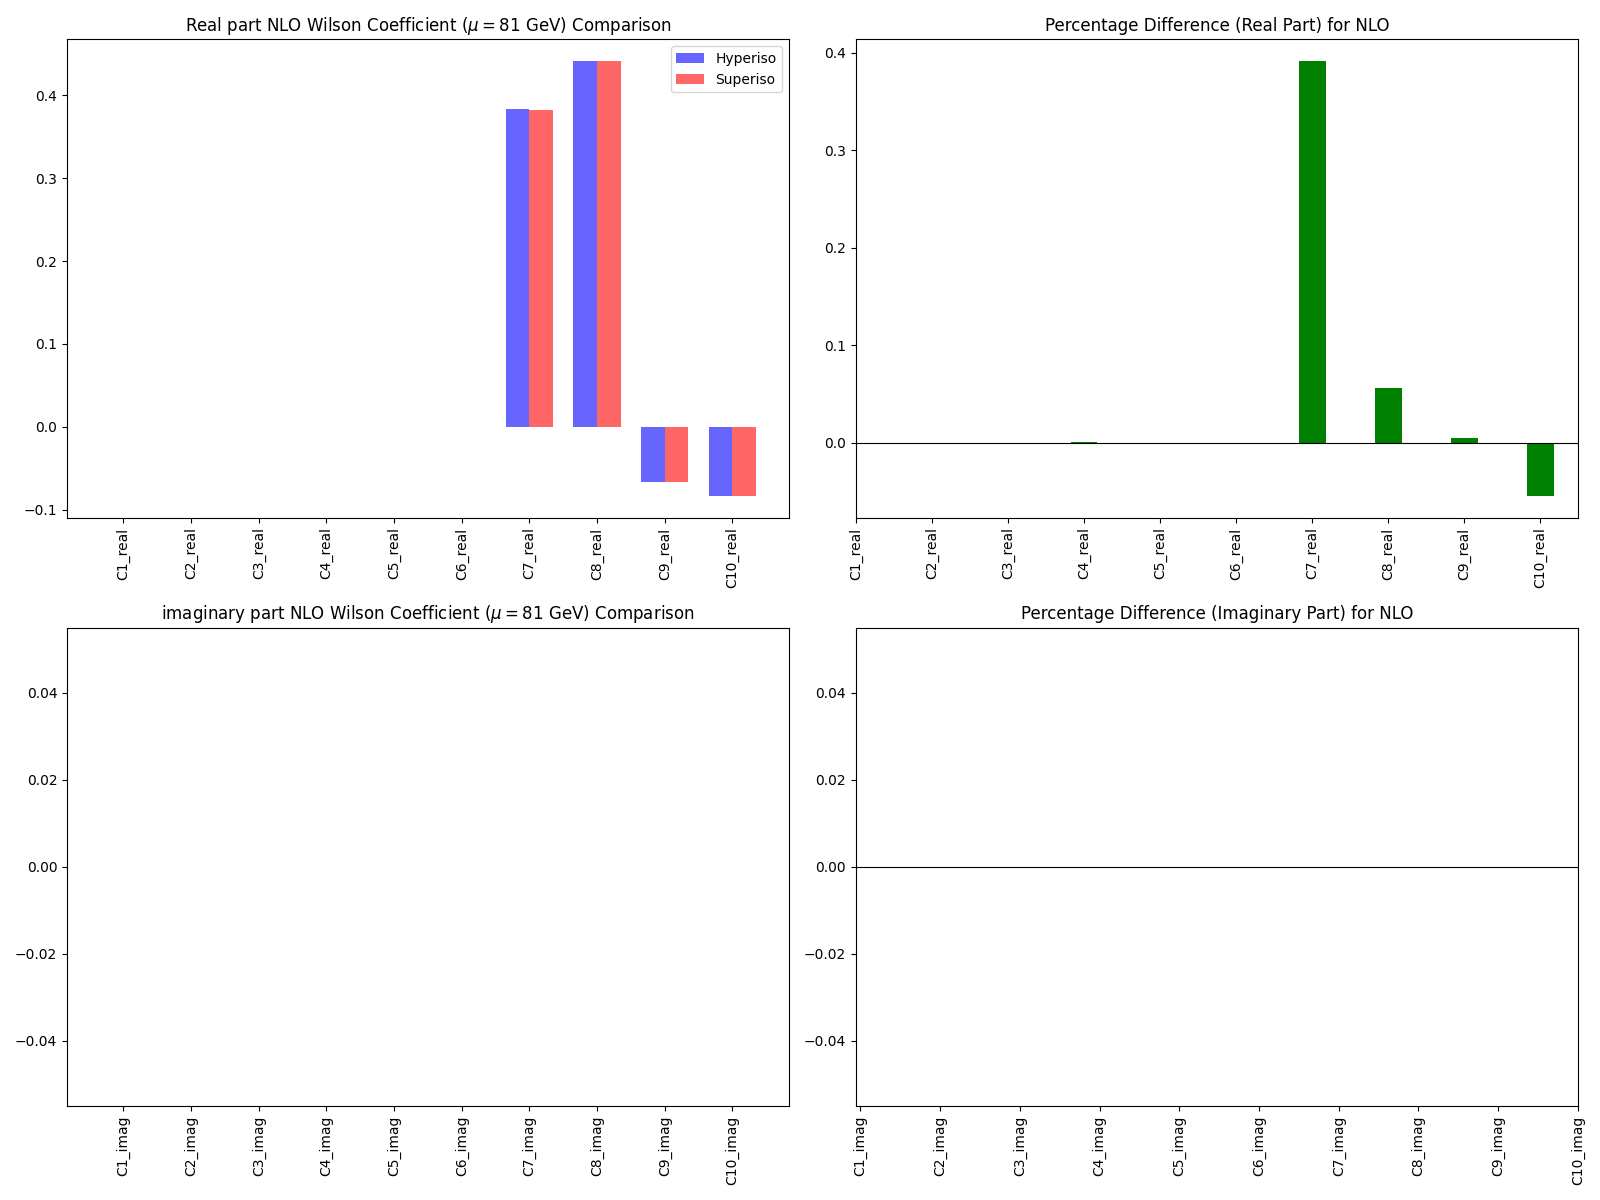 Real part NLO Wilson Coefficient (μ = 81 GeV) Comparison
Hyperiso
Superiso
0.4
0.3
0.2
0.1
0.0
−0.1
C1_real
C2_real
C3_real
C4_real
C5_real
C6_real
C7_real
C8_real
C9_real
C10_real
Percentage Difference (Real Part) for NLO
0.4
0.3
0.2
0.1
0.0
C1_real
C2_real
C3_real
C4_real
C5_real
C6_real
C7_real
C8_real
C9_real
C10_real
imaginary part NLO Wilson Coefficient (μ = 81 GeV) Comparison
0.04
0.02
0.00
−0.02
−0.04
C1_imag
C2_imag
C3_imag
C4_imag
C5_imag
C6_imag
C7_imag
C8_imag
C9_imag
C10_imag
Percentage Difference (Imaginary Part) for NLO
0.04
0.02
0.00
−0.02
−0.04
C1_imag
C2_imag
C3_imag
C4_imag
C5_imag
C6_imag
C7_imag
C8_imag
C9_imag
C10_imag